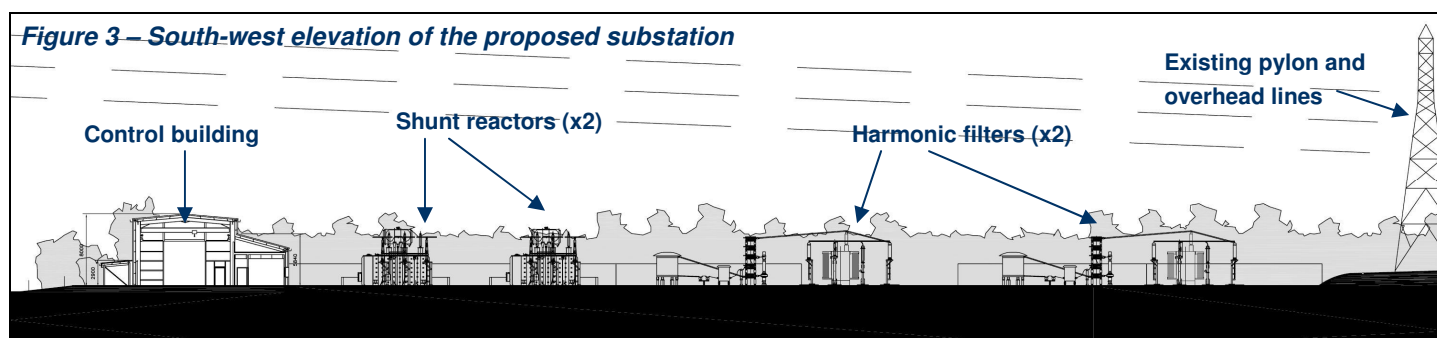 Figure 3 – South-west elevation of the proposed substation
Existing pylon and
overhead lines
Control building
Shunt reactors (x2)
Harmonic filters (x2)